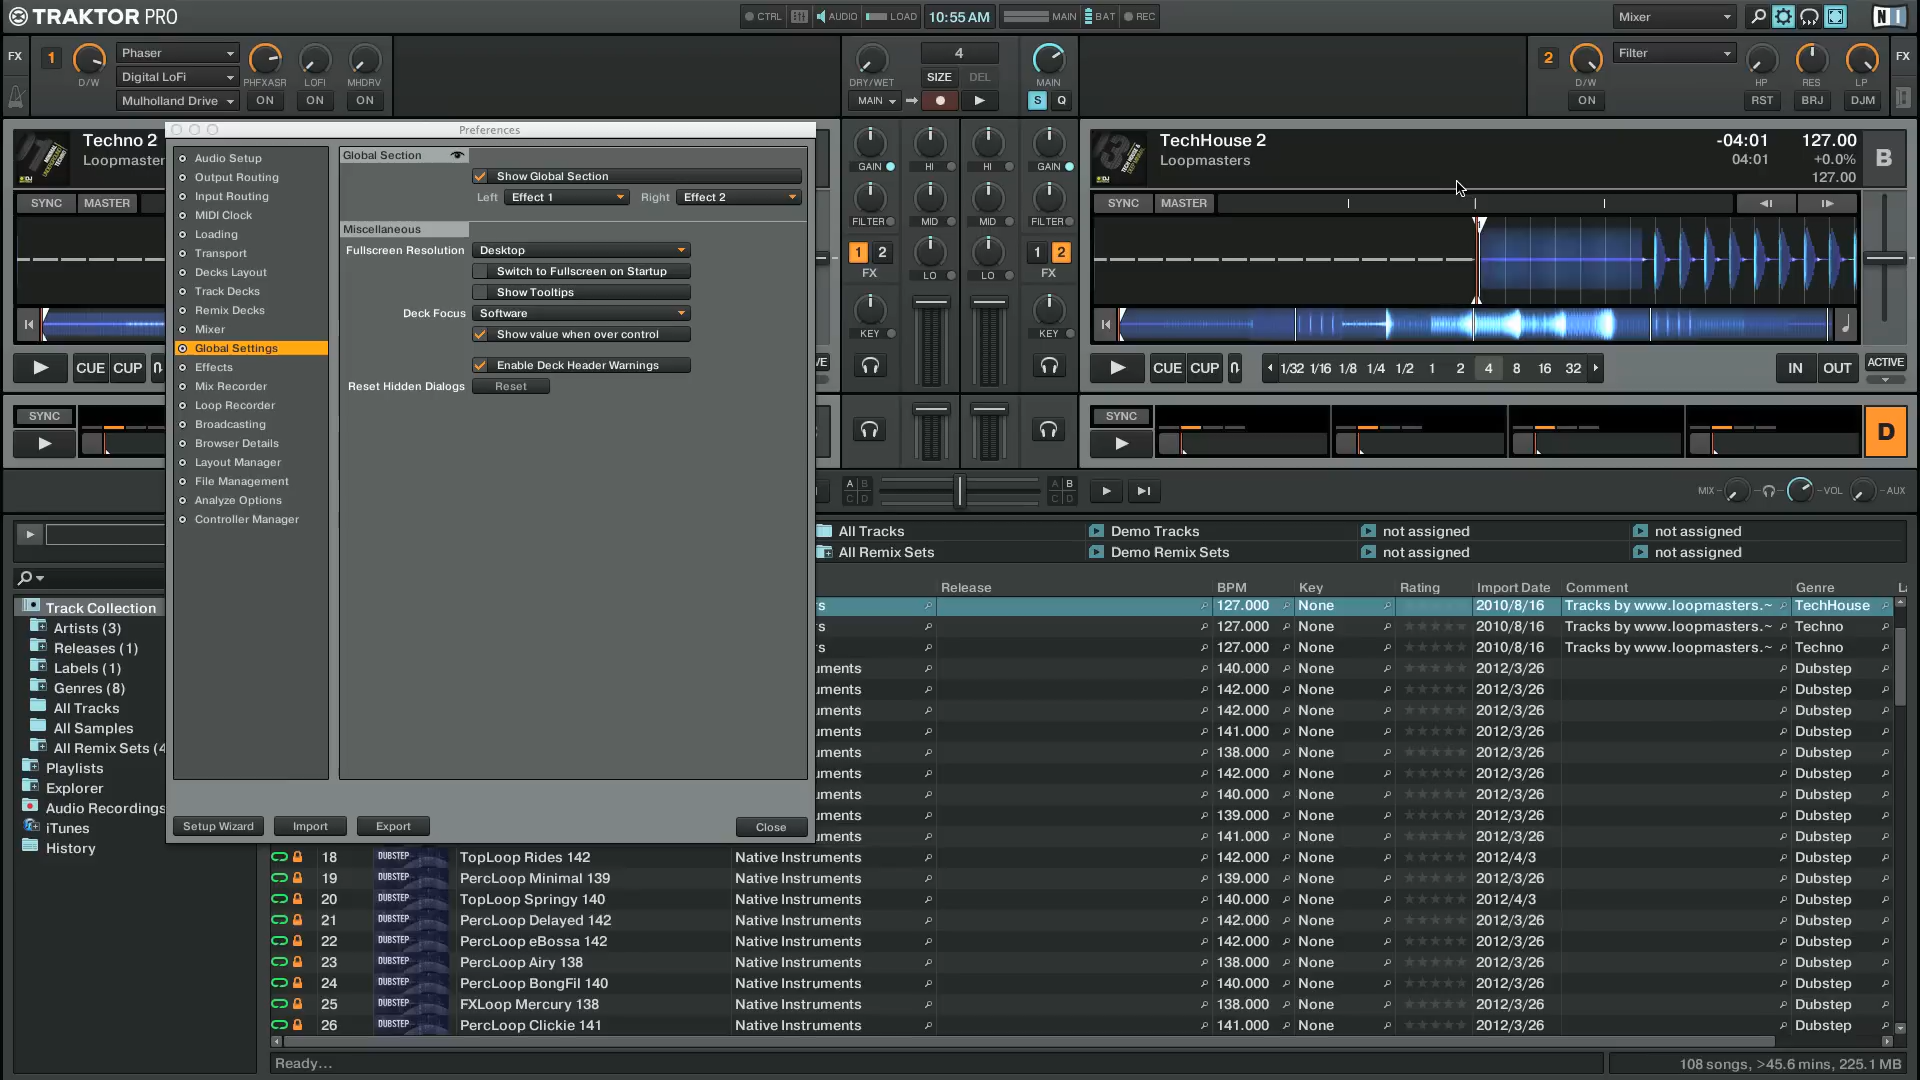 TRAKTOR PRO
CTRL AUDIO LOAD 10:55 AM MAIN BAT REC
Mixer
FX 1 D/W Phaser Digital LoFi Mulholland Drive
PHFXASR LOFI MHDRV
ON ON ON
DRY/WET MAIN 4 SIZE DEL MAIN S Q
2 D/W Filter HP RES LP FX
ON RST BRJ DJM
Techno 2
SYNC MASTER
CUE CUP
SYNC
Preferences
Audio Setup
Output Routing
Input Routing
MIDI Clock
Loading
Transport
Decks Layout
Track Decks
Remix Decks
Mixer
Global Settings
Effects
Mix Recorder
Loop Recorder
Broadcasting
Browser Details
Layout Manager
File Management
Analyze Options
Controller Manager
Global Section
Show Global Section
Left Effect 1 Right Effect 2
Miscellaneous
Fullscreen Resolution Desktop
Switch to Fullscreen on Startup
Show Tooltips
Deck Focus Software
Show value when over control
Enable Deck Header Warnings
Reset Hidden Dialogs Reset
Setup Wizard Import Export Close
GAIN HI HI GAIN
FILTER MID MID FILTER
1 2 1 2
FX LO LO FX
KEY KEY
A B C D A B C D
TechHouse 2 -04:01 127.00 B
Loopmasters 04:01 +0.0%
127.00
SYNC MASTER
CUE CUP 1/32 1/16 1/8 1/4 1/2 1 2 4 8 16 32 IN OUT ACTIVE
SYNC D
MIX VOL AUX
All Tracks Demo Tracks not assigned not assigned
All Remix Sets Demo Remix Sets not assigned not assigned
Track Collection
Artists (3)
Releases (1)
Labels (1)
Genres (8)
All Tracks
All Samples
All Remix Sets (4
Playlists
Explorer
Audio Recordings
iTunes
History
Release BPM Key Rating Import Date Comment Genre
127.000 None 2010/8/16 Tracks by www.loopmasters.~ TechHouse
127.000 None 2010/8/16 Tracks by www.loopmasters.~ Techno
127.000 None 2010/8/16 Tracks by www.loopmasters.~ Techno
uments 140.000 None 2012/3/26 Dubstep
uments 142.000 None 2012/3/26 Dubstep
uments 142.000 None 2012/3/26 Dubstep
uments 141.000 None 2012/3/26 Dubstep
uments 138.000 None 2012/3/26 Dubstep
uments 142.000 None 2012/3/26 Dubstep
uments 140.000 None 2012/3/26 Dubstep
uments 139.000 None 2012/3/26 Dubstep
uments 141.000 None 2012/3/26 Dubstep
18 DUBSTEP TopLoop Rides 142 Native Instruments 142.000 None 2012/4/3 Dubstep
19 DUBSTEP PercLoop Minimal 139 Native Instruments 139.000 None 2012/3/26 Dubstep
20 DUBSTEP TopLoop Springy 140 Native Instruments 140.000 None 2012/4/3 Dubstep
21 DUBSTEP PercLoop Delayed 142 Native Instruments 142.000 None 2012/3/26 Dubstep
22 DUBSTEP PercLoop eBossa 142 Native Instruments 142.000 None 2012/3/26 Dubstep
23 DUBSTEP PercLoop Airy 138 Native Instruments 138.000 None 2012/3/26 Dubstep
24 DUBSTEP PercLoop BongFil 140 Native Instruments 140.000 None 2012/3/26 Dubstep
25 DUBSTEP FXLoop Mercury 138 Native Instruments 138.000 None 2012/3/26 Dubstep
26 DUBSTEP PercLoop Clickie 141 Native Instruments 141.000 None 2012/3/26 Dubstep
Ready... 108 songs, >45.6 mins, 225.1 MB